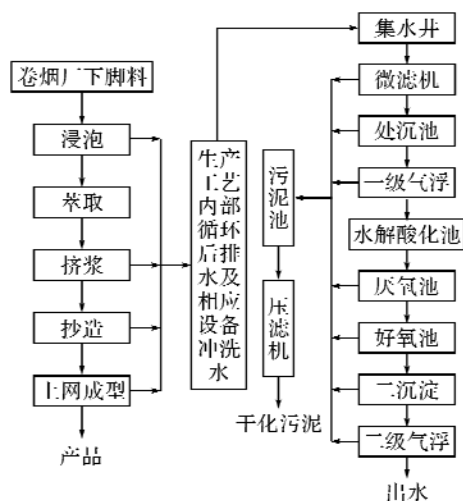 卷烟厂下脚料
浸泡
萃取
挤浆
抄造
上网成型
产品
生产
工艺
内部
循环
后排
水及
相应
设备
冲洗
水
污泥池
压滤机
干化污泥
集水井
微滤机
处沉池
一级气浮
水解酸化池
厌氧池
好氧池
二沉淀
二级气浮
出水